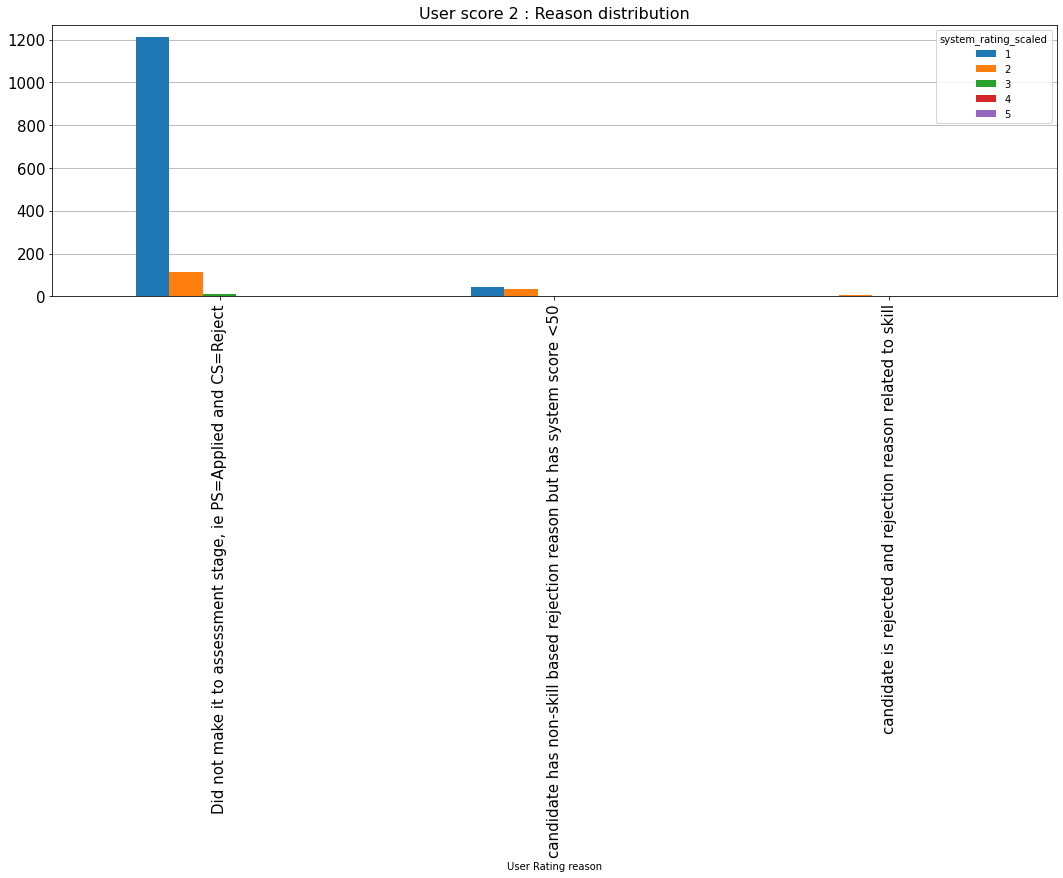 User score 2 : Reason distribution
system_rating_scaled
1
2
3
4
5
1200
1000
800
600
400
200
0
Did not make it to assessment stage, ie PS=Applied and CS=Reject
candidate has non-skill based rejection reason but has system score <50
candidate is rejected and rejection reason related to skill
User Rating reason